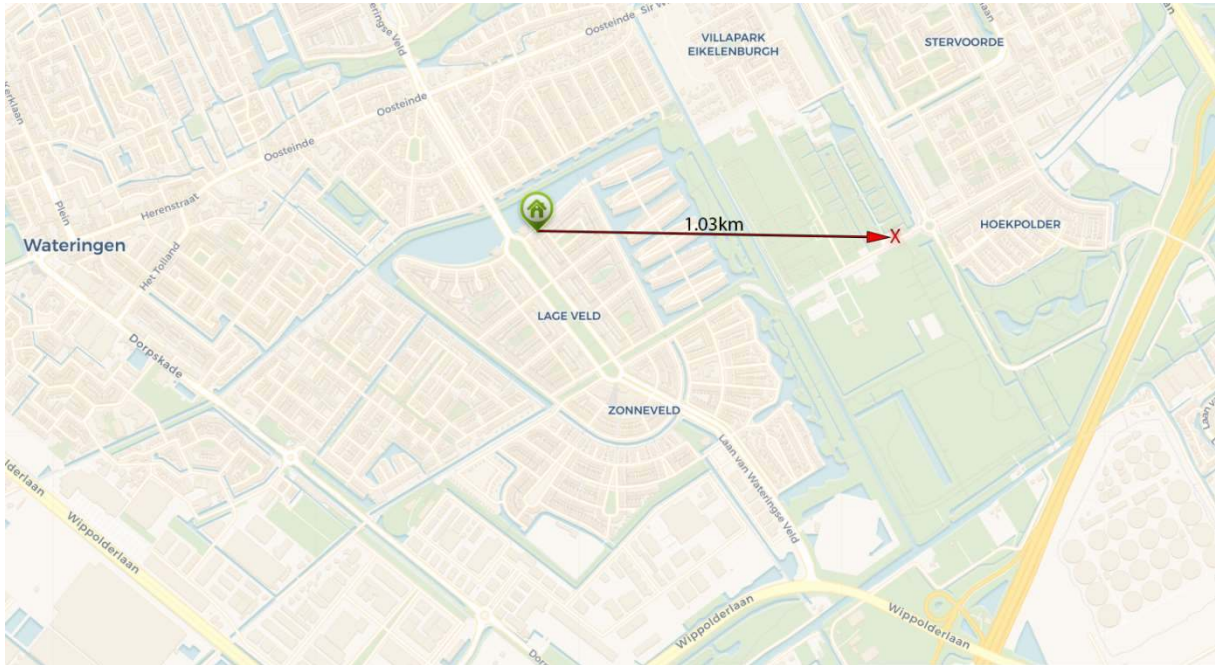 Oosteinde
VILLAPARK
EIKELENBURGH
STERVOORDE
Oosteinde
Oosteinde
Herenstraat
Plein
Wateringen
Het Tolland
1.03km
X
HOEKPOLDER
LAGE VELD
Dorpskade
ZONNEVELD
Laan van Wateringse Veld
Wippolderlaan
Wippolderlaan
Wippolderlaan